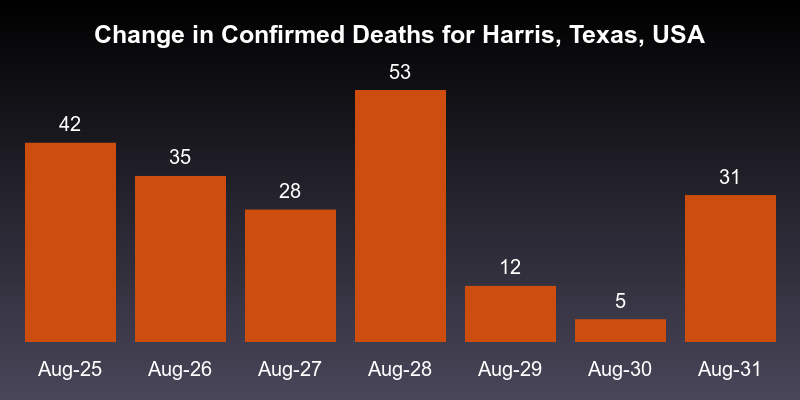 Change in Confirmed Deaths for Harris, Texas, USA
42
35
28
53
12
5
31
Aug-25
Aug-26
Aug-27
Aug-28
Aug-29
Aug-30
Aug-31